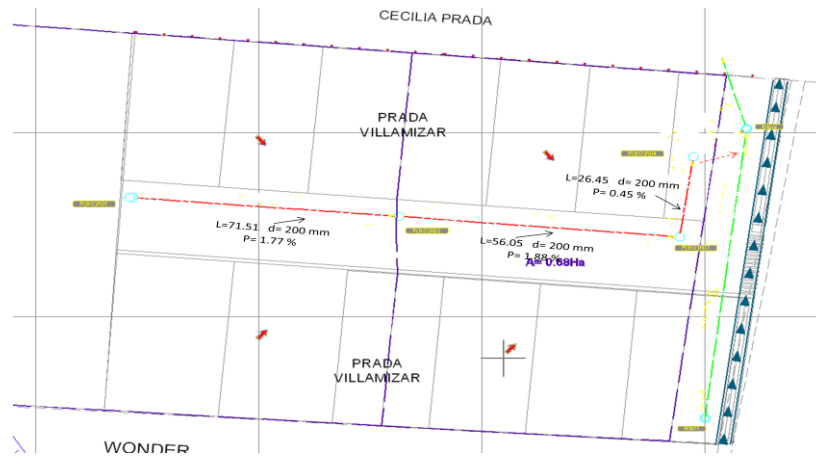 CECILIA PRADA
PRADA
VILLAMIZAR
L=26.45 d= 200 mm
P= 0.45 %
L=71.51 d= 200 mm
P= 1.77 %
L=56.05 d= 200 mm
P= 1.88 %
A= 0.68Ha
PRADA
VILLAMIZAR
WONDER